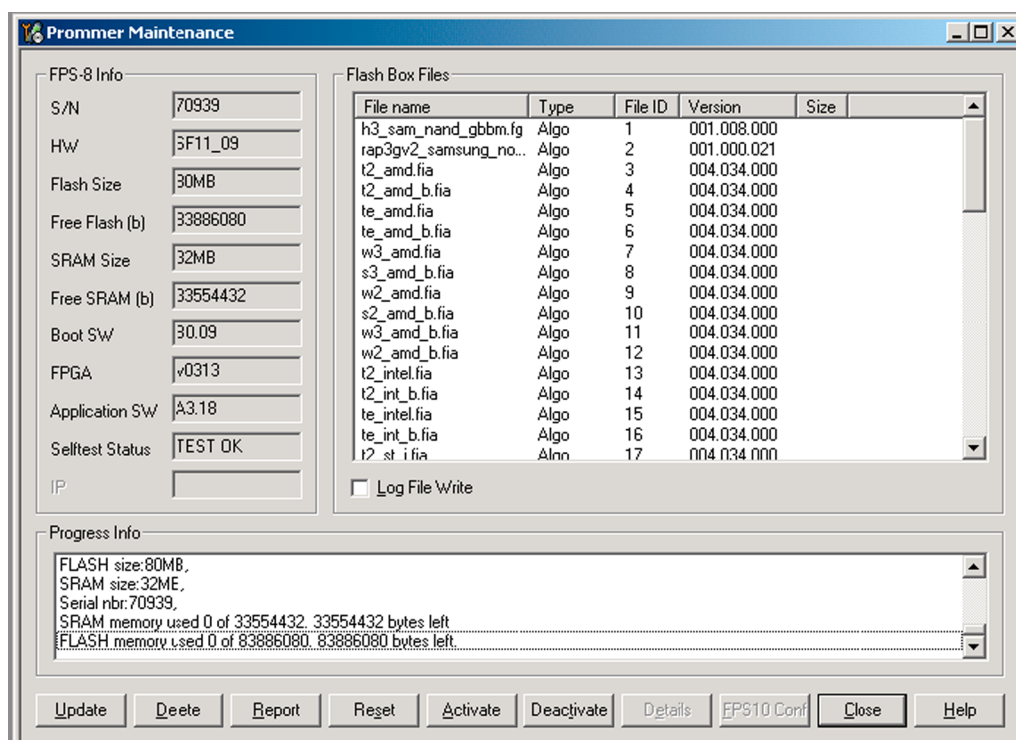 Prommer Maintenance
FPS-8 Info
S/N 70939
HW SF11_09
Flash Size 80MB
Free Flash (b) 83886080
SRAM Size 32MB
Free SRAM (b) 33554432
Boot SW 30.09
FPGA v0313
Application SW A3.18
Selftest Status TEST OK
IP
Flash Box Files
File name Type File ID Version Size
h3_sam_nand_gbbm.fg Algo 1 001.008.000
rap3gv2_samsung_no... Algo 2 001.000.021
t2_amd.fia Algo 3 004.034.000
t2_amd_b.fia Algo 4 004.034.000
te_amd.fia Algo 5 004.034.000
te_amd_b.fia Algo 6 004.034.000
w3_amd.fia Algo 7 004.034.000
s3_amd_b.fia Algo 8 004.034.000
w2_amd.fia Algo 9 004.034.000
s2_amd_b.fia Algo 10 004.034.000
w3_amd_b.fia Algo 11 004.034.000
w2_amd_b.fia Algo 12 004.034.000
t2_intel.fia Algo 13 004.034.000
t2_int_b.fia Algo 14 004.034.000
te_intel.fia Algo 15 004.034.000
te_int_b.fia Algo 16 004.034.000
t2_st_i.fia Algo 17 004.034.000
Log File Write
Progress Info
FLASH size:80MB,
SRAM size:32ME,
Serial nbr:70939,
SRAM memory used 0 of 33554432. 33554432 bytes left
FLASH memory used 0 of 83886080. 83886080 bytes left.
Update Deete Report Reset Activate Deactivate Details FPS10 Conf Close Help